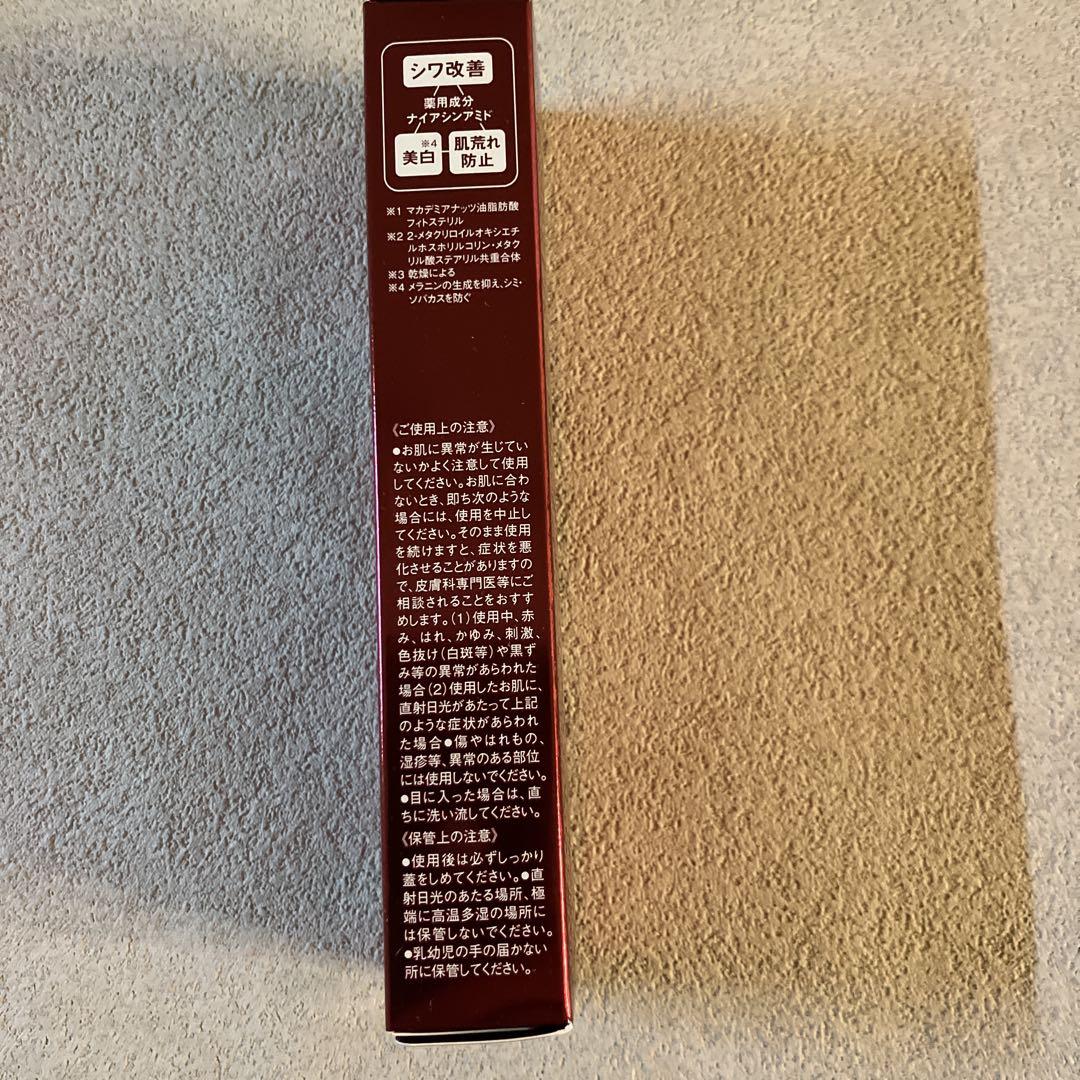 シワ改善
薬用成分
ナイアシンアミド
※4
美白
肌荒れ
防止
※1 マカデミアナッツ油脂肪酸
フィトステリル
※2 2-メタクリロイルオキシエチ
ルホスホリルコリン・メタク
リル酸ステアリル共重合体
※3 乾燥による
※4 メラニンの生成を抑え、シミ・
ソバカスを防ぐ
《ご使用上の注意》
●お肌に異常が生じてい
ないかよく注意して使用
してください。お肌に合わ
ないとき、即ち次のような
場合には、使用を中止し
てください。そのまま使用
を続けますと、症状を悪
化させることがありますの
で、皮膚科専門医等にご
相談されることをおすす
めします。(1)使用中、赤
み、はれ、かゆみ、刺激、
色抜け(白斑等)や黒ず
み等の異常があらわれた
場合(2)使用したお肌に、
直射日光があたって上記
のような症状があらわれ
た場合●傷やはれもの、
湿疹等、異常のある部位
には使用しないでください。
●目に入った場合は、直
ちに洗い流してください。
《保管上の注意》
●使用後は必ずしっかり
蓋をしめてください。●直
射日光のあたる場所、極
端に高温多湿の場所に
は保管しないでください。
●乳幼児の手の届かない
所に保管してください。